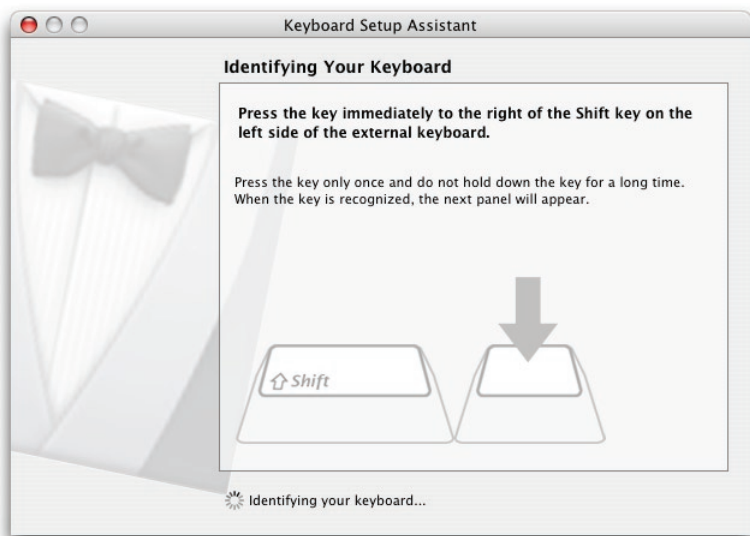 Keyboard Setup Assistant
Identifying Your Keyboard
Press the key immediately to the right of the Shift key on the
left side of the external keyboard.
Press the key only once and do not hold down the key for a long time.
When the key is recognized, the next panel will appear.
Shift
Identifying your keyboard...